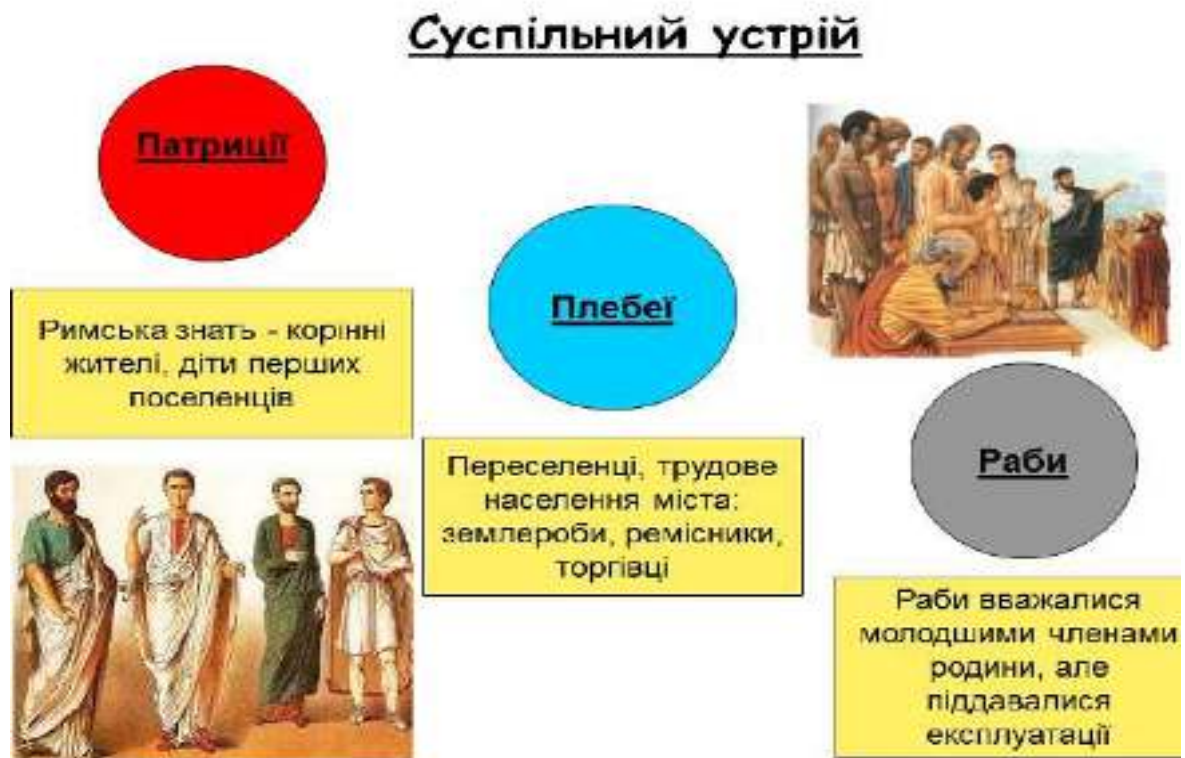 Суспільний устрій
Патриції
Римська знать - корінні
жителі, діти перших
поселенців
Плебеї
Переселенці, трудове
населення міста:
землероби, ремісники,
торгівці
Раби
Раби вважалися
молодшими членами
родини, але
піддавалися
експлуатації